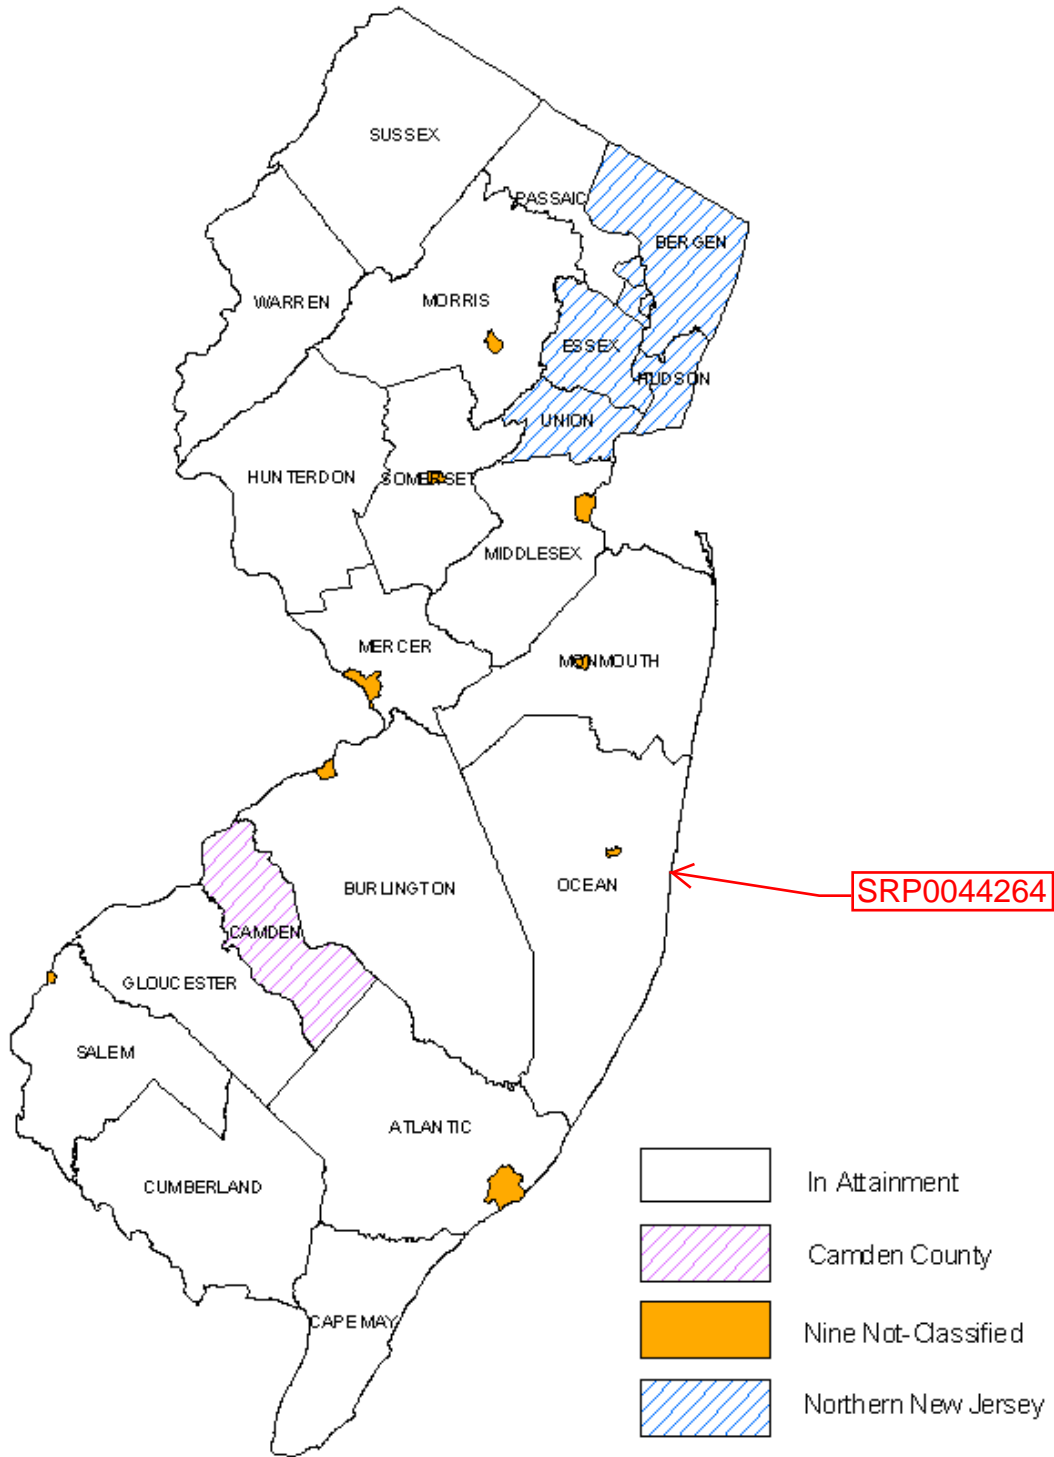 SUSSEX
PASSAIC
BERGEN
WARREN
MORRIS
ESSEX
HUDSON
UNION
HUNTERDON
SOMERSET
MIDDLESEX
MERCER
MONMOUTH
BURLINGTON
OCEAN
SRP0044264
CAMDEN
GLOUCESTER
SALEM
ATLANTIC
CUMBERLAND
CAPE MAY
In Attainment
Camden County
Nine Not-Classified
Northern New Jersey